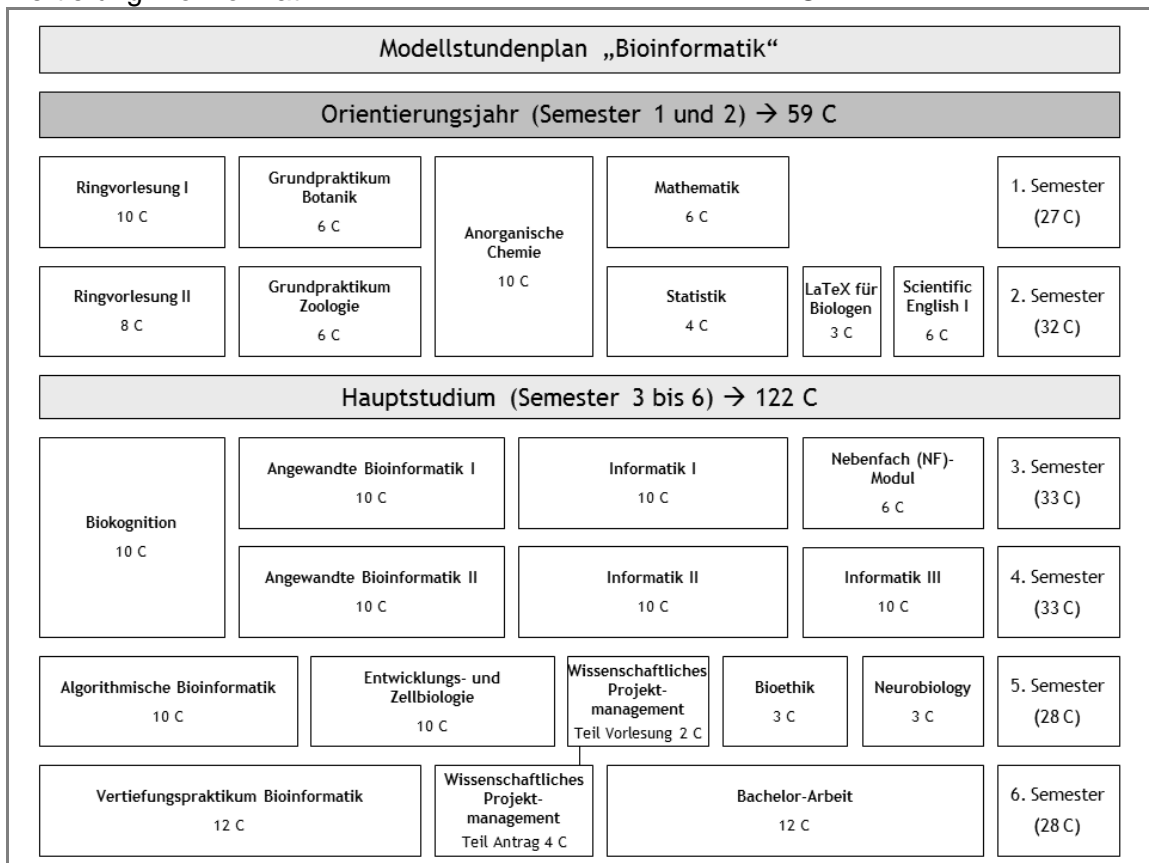 Modellstundenplan „Bioinformatik“
Orientierungsjahr (Semester 1 und 2) → 59 C
Ringvorlesung I
10 C
Grundpraktikum
Botanik
6 C
Anorganische
Chemie
10 C
Mathematik
6 C
1. Semester
(27 C)
Ringvorlesung II
8 C
Grundpraktikum
Zoologie
6 C
Statistik
4 C
LaTeX für
Biologen
3 C
Scientific
English I
6 C
2. Semester
(32 C)
Hauptstudium (Semester 3 bis 6) → 122 C
Biokognition
10 C
Angewandte Bioinformatik I
10 C
Informatik I
10 C
Nebenfach (NF)-
Modul
6 C
3. Semester
(33 C)
Angewandte Bioinformatik II
10 C
Informatik II
10 C
Informatik III
10 C
4. Semester
(33 C)
Algorithmische Bioinformatik
10 C
Entwicklungs- und
Zellbiologie
10 C
Wissenschaftliches
Projekt-
management
Teil Vorlesung 2 C
Bioethik
3 C
Neurobiology
3 C
5. Semester
(28 C)
Vertiefungspraktikum Bioinformatik
12 C
Wissenschaftliches
Projekt-
management
Teil Antrag 4 C
Bachelor-Arbeit
12 C
6. Semester
(28 C)